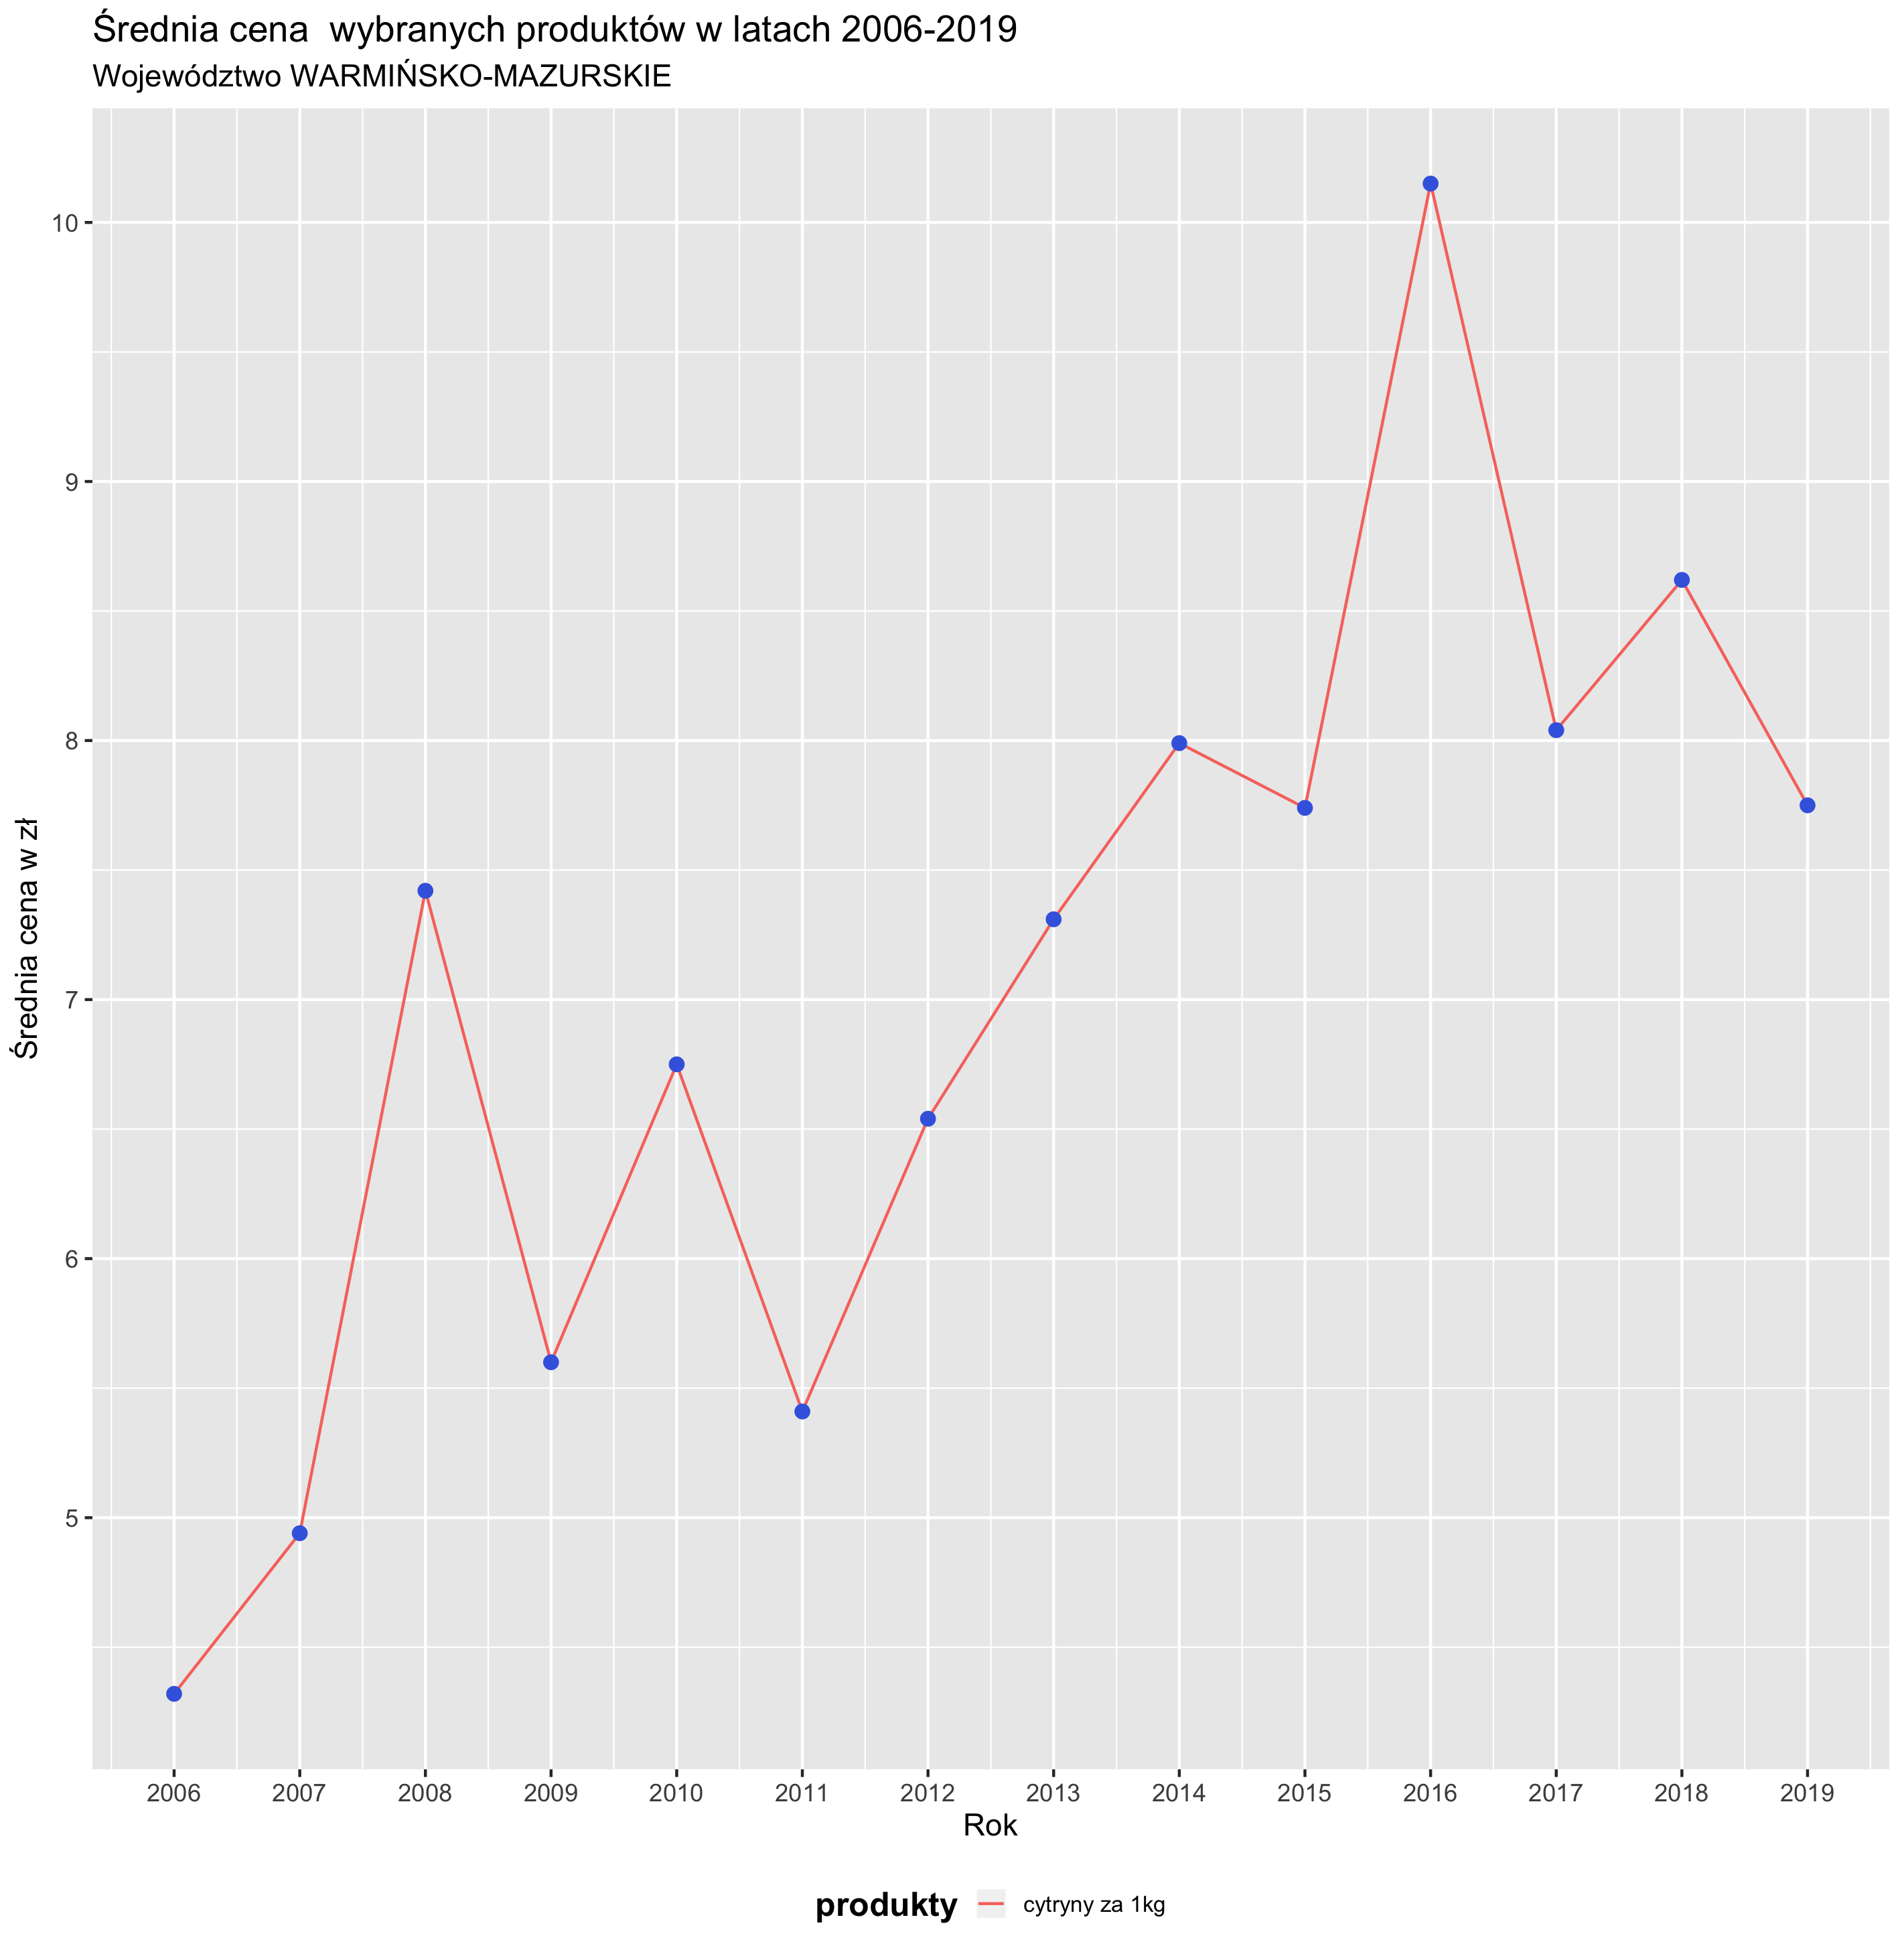 Średnia cena  wybranych produktów w latach 2006-2019
Województwo WARMIŃSKO-MAZURSKIE
Średnia cena w zł
10
9
8
7
6
5
2006 2007 2008 2009 2010 2011 2012 2013 2014 2015 2016 2017 2018 2019
Rok
produkty cytryny za 1kg